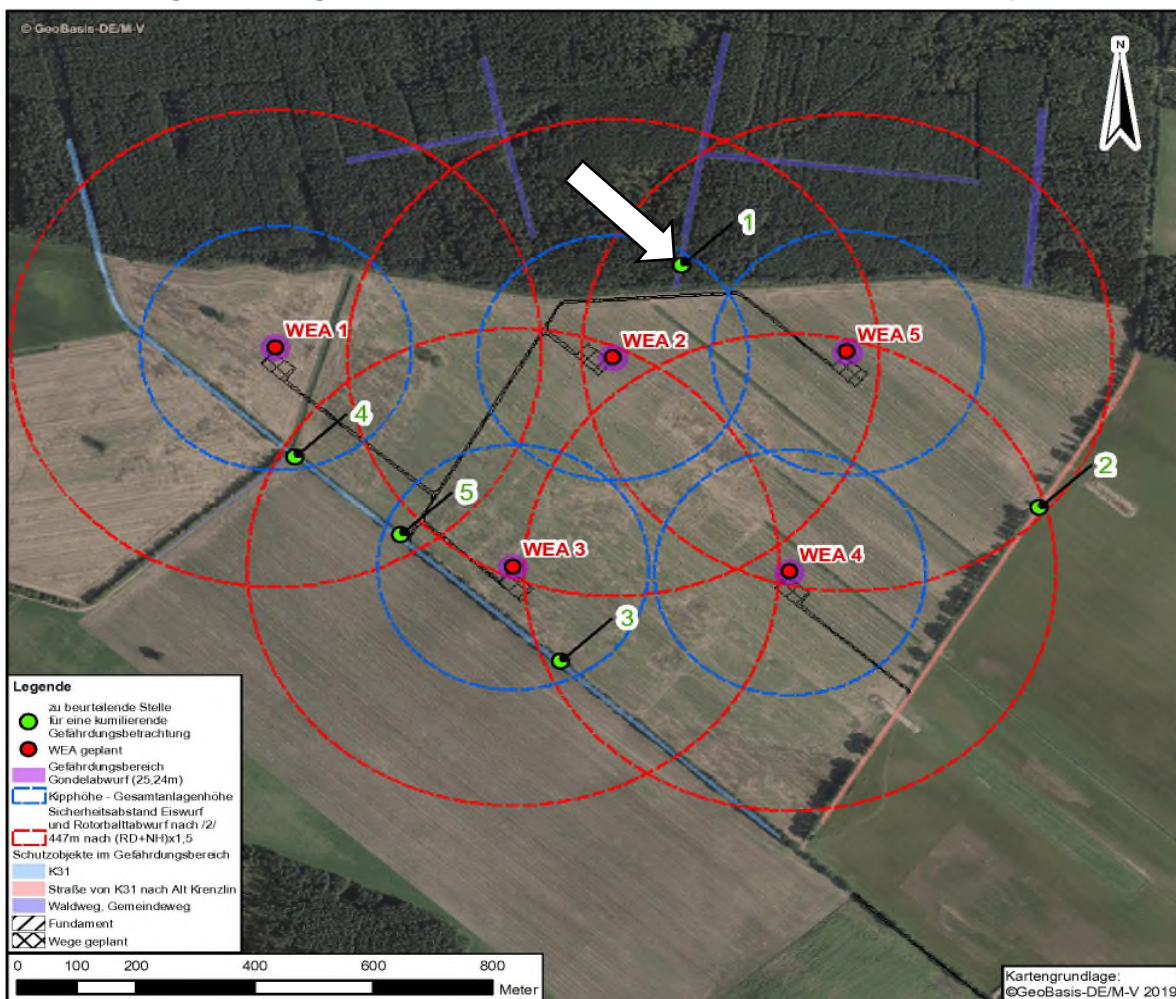 © GeoBasis-DE/M-V
N
1
WEA 1
WEA 2
WEA 5
4
2
5
WEA 3
WEA 4
3
Legende
zu beurteilende Stelle
für eine kumilierende
Gefährdungsbetrachtung
WEA geplant
Gefährdungsbereich
Gondelabwurf (25,24m)
Kipphöhe - Gesamtanlagenhöhe
Sicherheitsabstand Eiswurf
und Rotorbalttabwurf nach /2/
447m nach (RD+NH)x1,5
Schutzobjekte im Gefährdungsbereich
K31
Straße von K31 nach Alt Krenzlin
Waldweg, Gemeindeweg
Fundament
Wege geplant
0 100 200 400 600 800
Meter
Kartengrundlage:
©GeoBasis-DE/M-V 2019